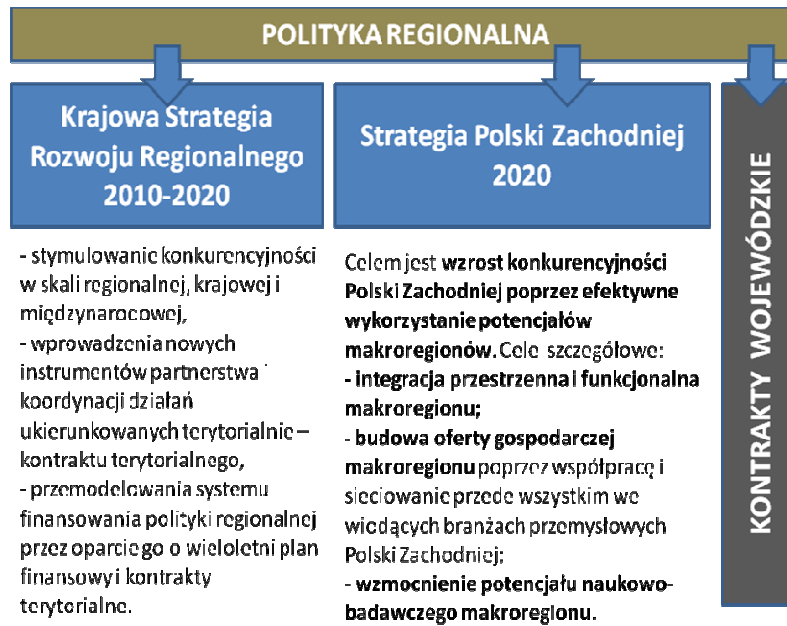 POLITYKA REGIONALNA
Krajowa Strategia
Rozwoju Regionalnego
2010-2020
- stymulowanie konkurencyjności
w skali regionalnej, krajowej i
międzynarocowej,
- wprowadzenia nowych
instrumentów partnerstwa
koordynacji działań
ukierunkowanych terytorialnie –
kontraktu terytorialnego,
- przemodelowania systemu
finansowania polityki regionalnej
przez oparcie go o wieloletni plan
finansowy i kontrakty
terytorialne.
Strategia Polski Zachodniej
2020
Celem jest wzrost konkurencyjności
Polski Zachodniej poprzez efektywne
wykorzystanie potencjałów
makroregionów. Cele szczegółowe:
- integracja przestrzenna i funkcjonalna
makroregionu;
- budowa oferty gospodarczej
makroregionu poprzez współpracę i
sieciowanie przede wszystkim we
wiodących branżach przemysłowych
Polski Zachodniej;
- wzmocnienie potencjału naukowo-
badawczego makroregionu.
KONTRAKTY WOJEWÓDZKIE